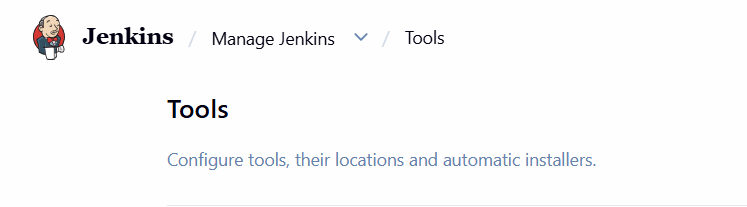 Jenkins / Manage Jenkins / Tools
Tools
Configure tools, their locations and automatic installers.